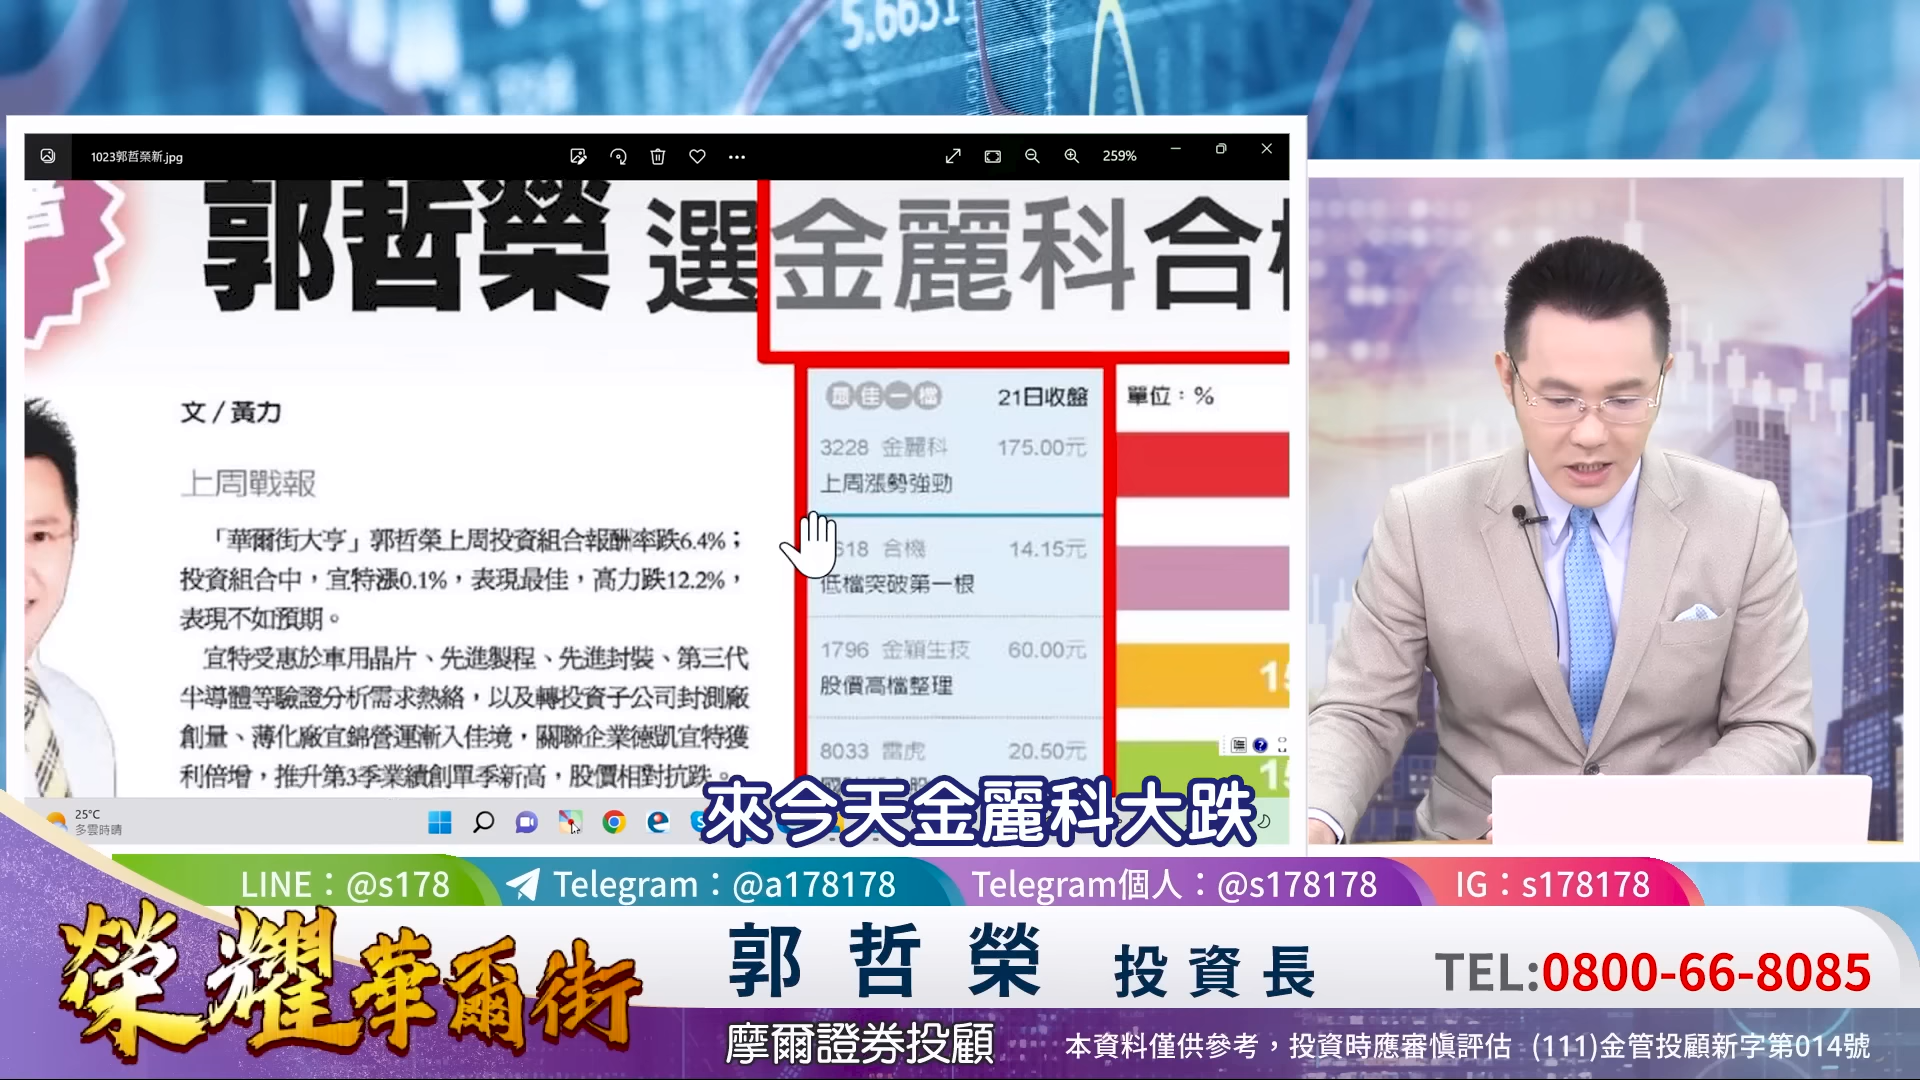 5.6631
1023郭哲榮新.jpg
259%
郭哲榮 選 金麗科合
文 / 黃力
上周戰報
「華爾街大亨」郭哲榮上周投資組合報酬率跌6.4%；
投資組合中，宜特漲0.1%，表現最佳，高力跌12.2%，
表現不如預期。
宜特受惠於車用晶片、先進製程、先進封裝、第三代
半導體等驗證分析需求熱絡，以及轉投資子公司封測廠
創量、薄化廠宜錦營運漸入佳境，關聯企業德凱宜特獲
利倍增，推升第3季業績創單季新高，股價相對抗跌。
最佳一檔 21日收盤
3228 金麗科 175.00元
上周漲勢強勁
618 合機 14.15元
低檔突破第一根
1796 金穎生技 60.00元
股價高檔整理
8033 雷虎 20.50元
單位：%
15
15
25°C
多雲時晴
來今天金麗科大跌
LINE：@s178
Telegram：@a178178
Telegram個人：@s178178
IG：s178178
榮耀華爾街
郭哲榮 投資長
TEL:0800-66-8085
摩爾證券投顧
本資料僅供參考，投資時應審慎評估 (111)金管投顧新字第014號